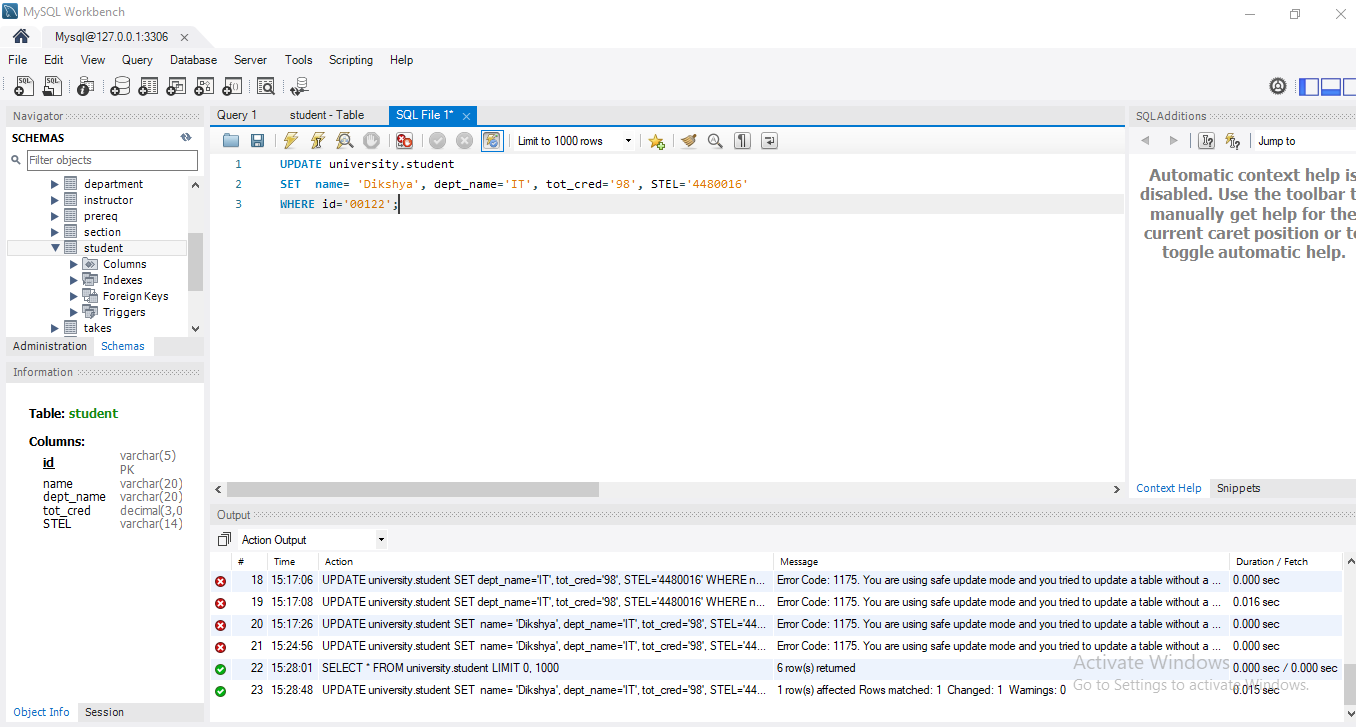 MySQL Workbench
Mysql@127.0.0.1:3306
File Edit View Query Database Server Tools Scripting Help
Navigator
SCHEMAS
Filter objects
department
instructor
prereq
section
student
Columns
Indexes
Foreign Keys
Triggers
takes
Administration Schemas
Information
Table: student
Columns:
id varchar(5)
PK
name varchar(20)
dept_name varchar(20)
tot_cred decimal(3,0
STEL varchar(14)
Object Info Session
Query 1 student - Table SQL File 1*
Limit to 1000 rows
1 UPDATE university.student
2 SET name= 'Dikshya', dept_name='IT', tot_cred='98', STEL='4480016'
3 WHERE id='00122';
SQLAdditions
Jump to
Automatic context help is
disabled. Use the toolbar t
manually get help for the
current caret position or to
toggle automatic help.
Context Help Snippets
Output
Action Output
# Time Action Message Duration / Fetch
18 15:17:06 UPDATE university.student SET dept_name='IT', tot_cred='98', STEL='4480016' WHERE n... Error Code: 1175. You are using safe update mode and you tried to update a table without a ... 0.000 sec
19 15:17:08 UPDATE university.student SET dept_name='IT', tot_cred='98', STEL='4480016' WHERE n... Error Code: 1175. You are using safe update mode and you tried to update a table without a ... 0.016 sec
20 15:17:26 UPDATE university.student SET name= 'Dikshya', dept_name='IT', tot_cred='98', STEL='44... Error Code: 1175. You are using safe update mode and you tried to update a table without a ... 0.000 sec
21 15:24:56 UPDATE university.student SET name= 'Dikshya', dept_name='IT', tot_cred='98', STEL='44... Error Code: 1175. You are using safe update mode and you tried to update a table without a ... 0.000 sec
22 15:28:01 SELECT * FROM university.student LIMIT 0, 1000 6 row(s) returned 0.000 sec / 0.000 sec
23 15:28:48 UPDATE university.student SET name= 'Dikshya', dept_name='IT', tot_cred='98', STEL='44... 1 row(s) affected Rows matched: 1 Changed: 1 Warnings: 0 0.015 sec
Activate Windows
Go to Settings to activate Windows.